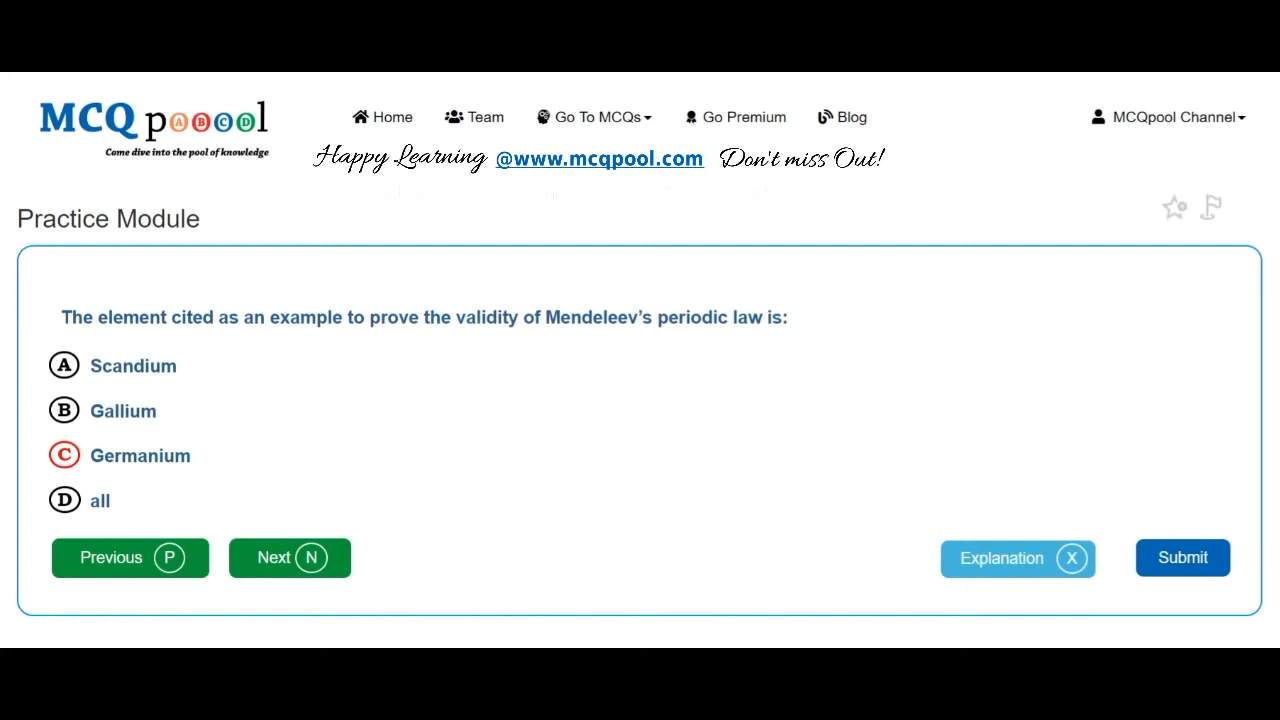 MCQ pABCDl
Come dive into the pool of knowledge
Home Team Go To MCQs Go Premium Blog MCQpool Channel
Happy Learning @www.mcqpool.com Don't miss Out!
Practice Module
The element cited as an example to prove the validity of Mendeleev’s periodic law is:
A Scandium
B Gallium
C Germanium
D all
Previous P Next N Explanation X Submit